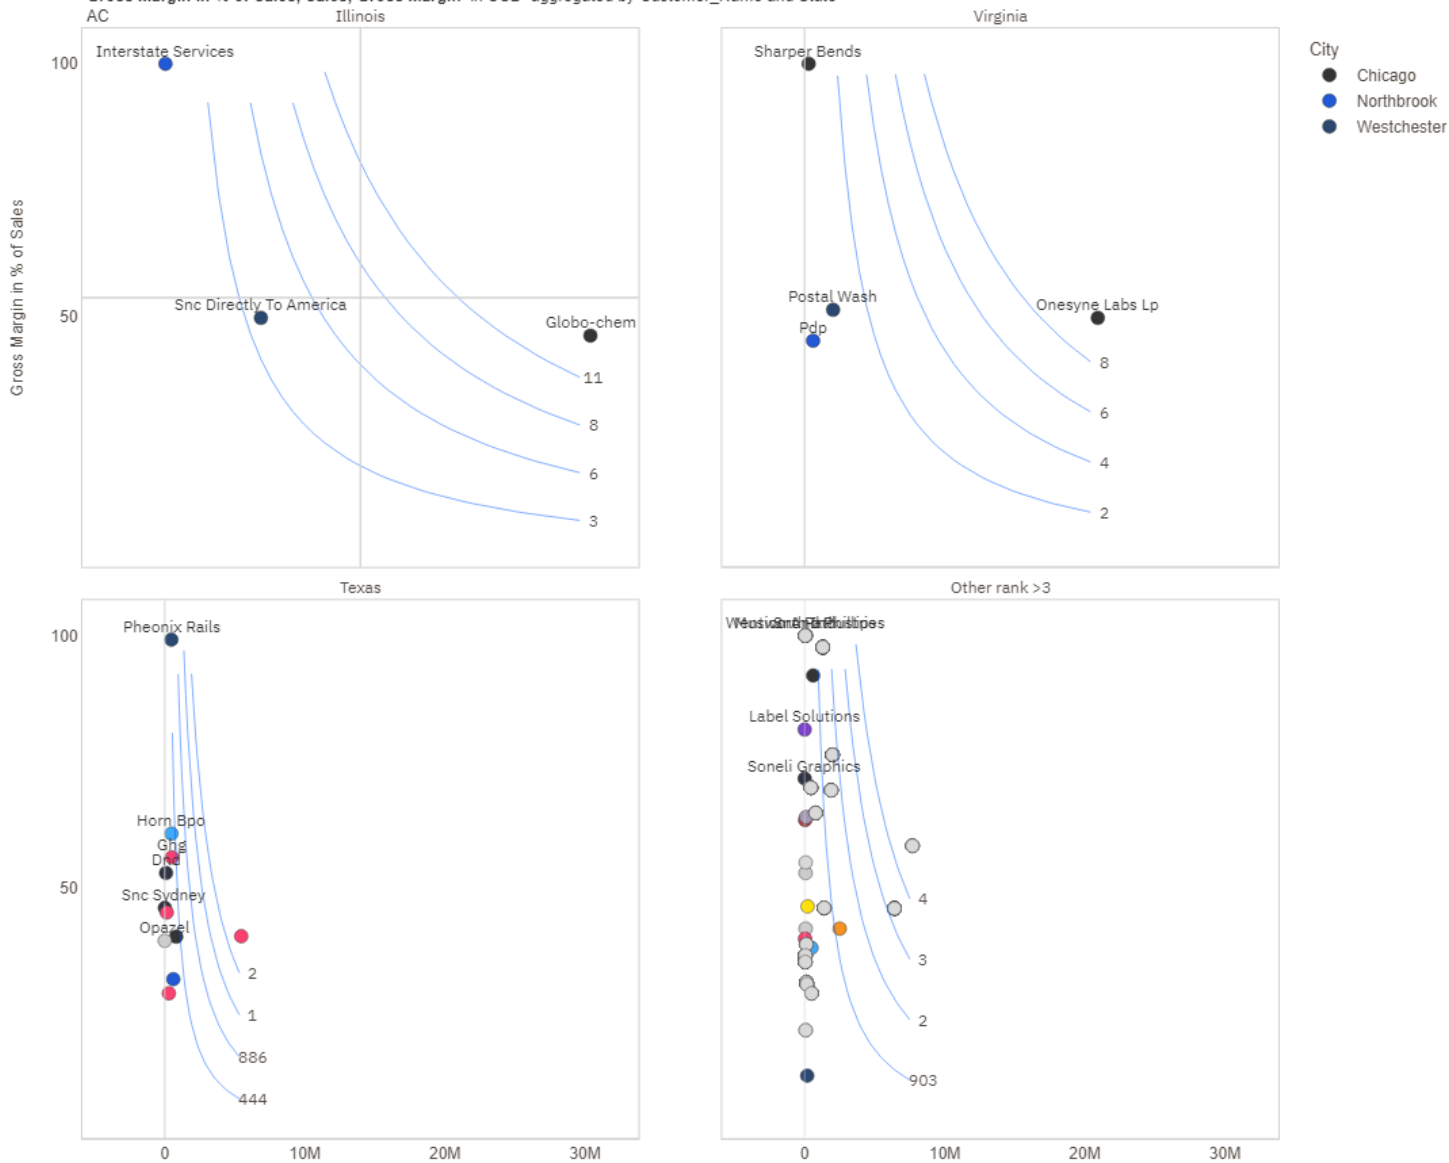 AC
Illinois
Virginia
City
Chicago
Northbrook
Westchester
Gross Margin in % of Sales
100
50
Interstate Services
Snc Directly To America
Globo-chem
11
8
6
3
Sharper Bends
Postal Wash
Pdp
Onesyne Labs Lp
8
6
4
2
Texas
Other rank >3
100
50
Pheonix Rails
Horn Bpo
Ghg
Dnd
Snc Sydney
Opazel
2
1
886
444
Label Solutions
Soneli Graphics
4
3
2
903
0
10M
20M
30M
0
10M
20M
30M